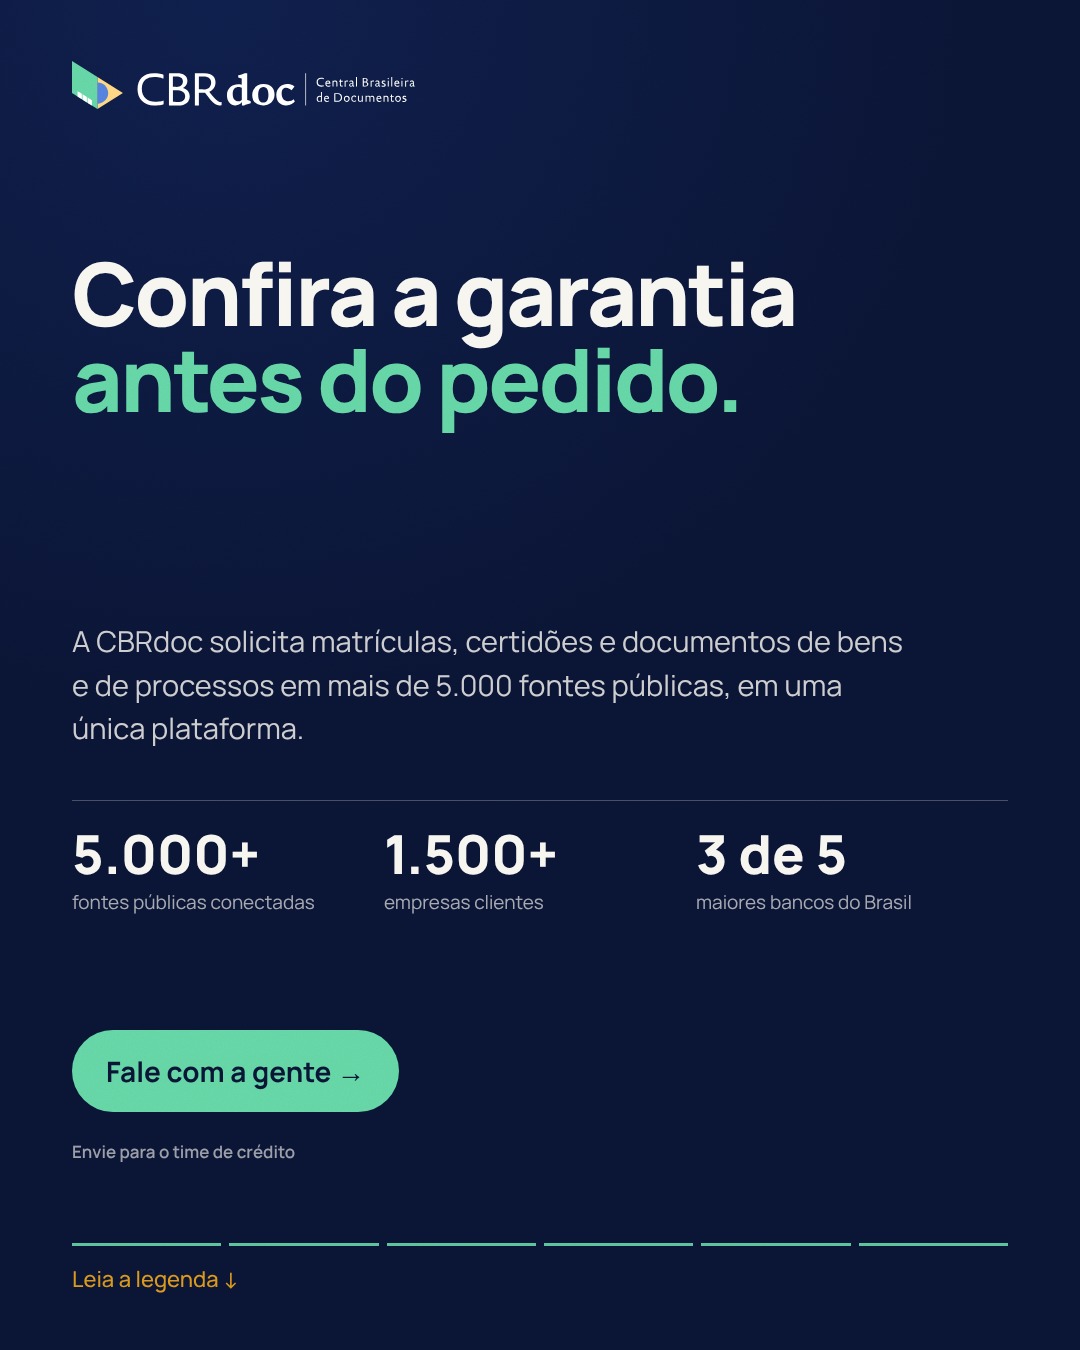 CBRdoc
Central Brasileira
de Documentos
Confira a garantia
antes do pedido.
A CBRdoc solicita matrículas, certidões e documentos de bens
e de processos em mais de 5.000 fontes públicas, em uma
única plataforma.
5.000+ 1.500+ 3 de 5
fontes públicas conectadas empresas clientes maiores bancos do Brasil
Fale com a gente →
Envie para o time de crédito
Leia a legenda ↓